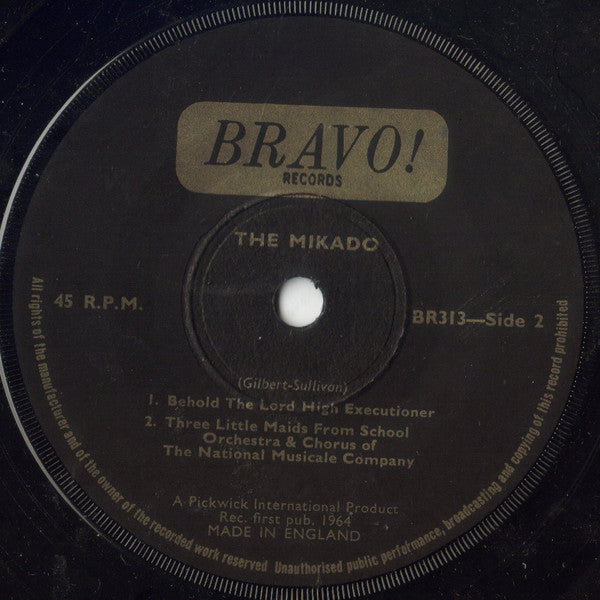 BRAVO!
RECORDS
THE MIKADO
45 R.P.M.
BR313—Side 2
(Gilbert-Sullivan)
1. Behold The Lord High Executioner
2. Three Little Maids From School
Orchestra & Chorus of
The National Musicale Company
A Pickwick International Product
Rec. first pub. 1964
MADE IN ENGLAND
All rights of the manufacturer and of the owner of the recorded work reserved Unauthorised public performance, broadcasting and copying of this record prohibited